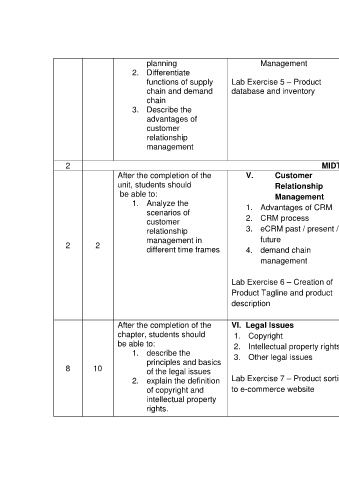 planning
2. Differentiate
functions of supply
chain and demand
chain
3. Describe the
advantages of
customer
relationship
management
Management
Lab Exercise 5 – Product
database and inventory
2
MIDT
2
2
After the completion of the
unit, students should
be able to:
1. Analyze the
scenarios of
customer
relationship
management in
different time frames
V. Customer
Relationship
Management
1. Advantages of CRM
2. CRM process
3. eCRM past / present /
future
4. demand chain
management
Lab Exercise 6 – Creation of
Product Tagline and product
description
8
10
After the completion of the
chapter, students should
be able to:
1. describe the
principles and basics
of the legal issues
2. explain the definition
of copyright and
intellectual property
rights.
VI. Legal Issues
1. Copyright
2. Intellectual property rights
3. Other legal issues
Lab Exercise 7 – Product sorti
to e-commerce website